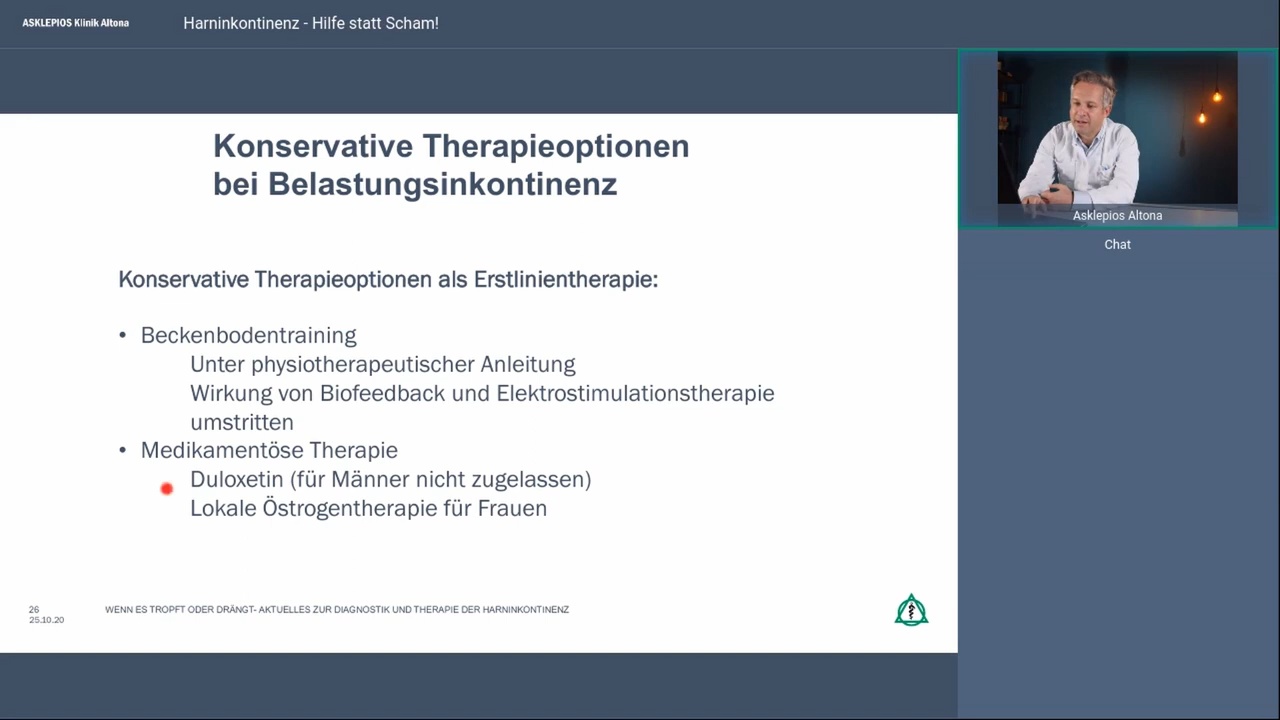 ASKLEPIOS Klinik Altona
Harninkontinenz - Hilfe statt Scham!
Konservative Therapieoptionen
bei Belastungsinkontinenz
Konservative Therapieoptionen als Erstlinientherapie:
• Beckenbodentraining
Unter physiotherapeutischer Anleitung
Wirkung von Biofeedback und Elektrostimulationstherapie
umstritten
• Medikamentöse Therapie
Duloxetin (für Männer nicht zugelassen)
Lokale Östrogentherapie für Frauen
26
25.10.20
WENN ES TROPFT ODER DRÄNGT- AKTUELLES ZUR DIAGNOSTIK UND THERAPIE DER HARNINKONTINENZ
Asklepios Altona
Chat